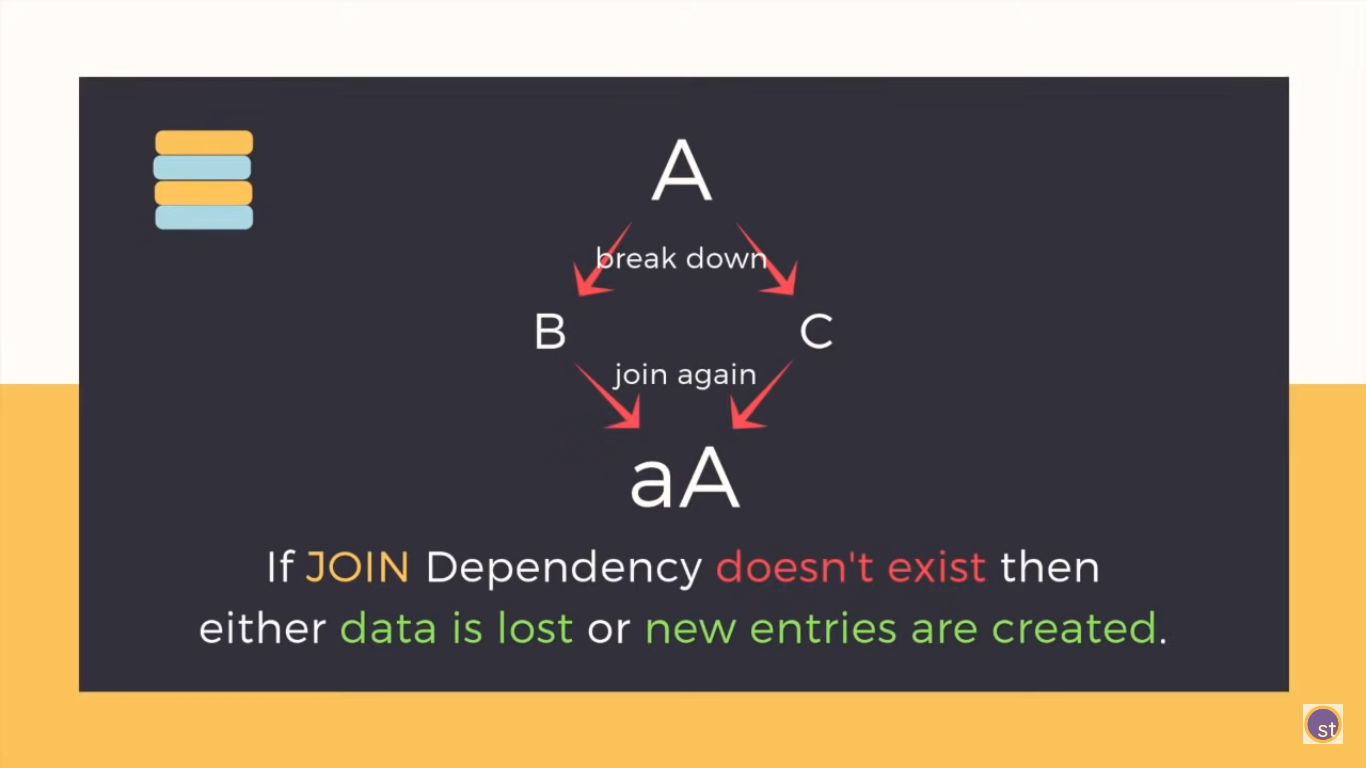 A
break down
B
C
join again
aA
If JOIN Dependency doesn't exist then
either data is lost or new entries are created.
st